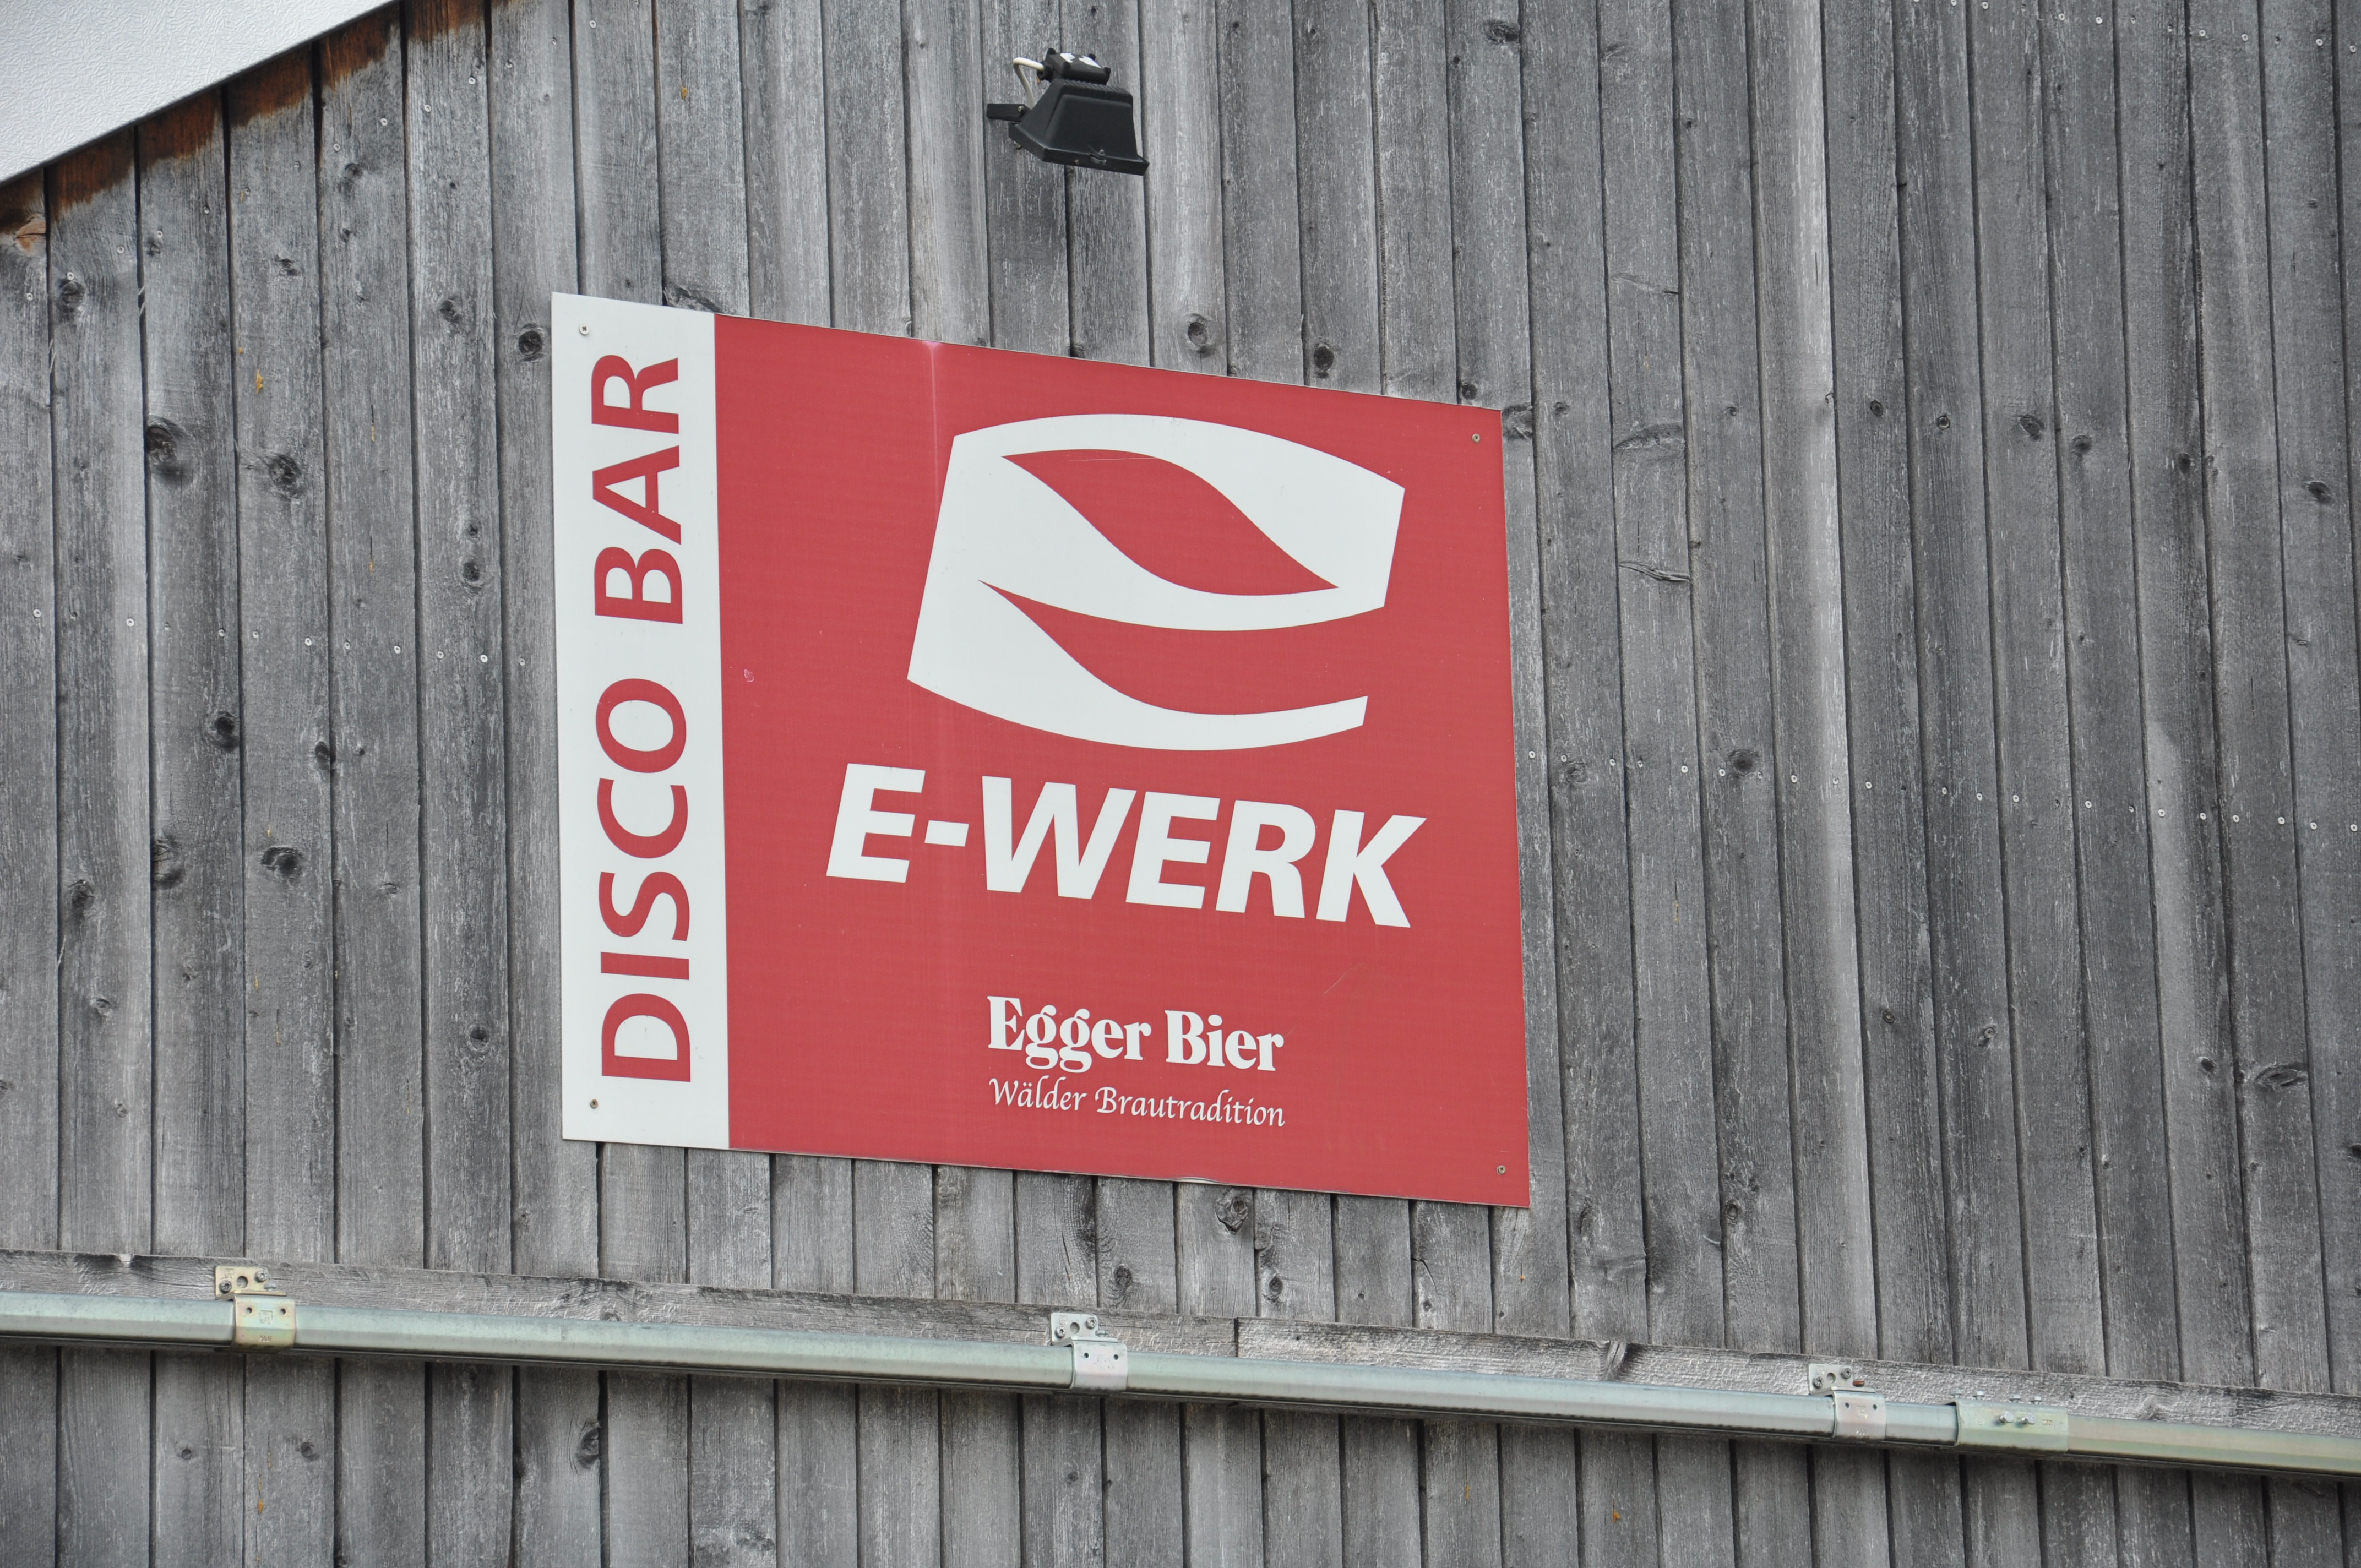 DISCO BAR
E-WERK
Egger Bier
Wälder Brautradition